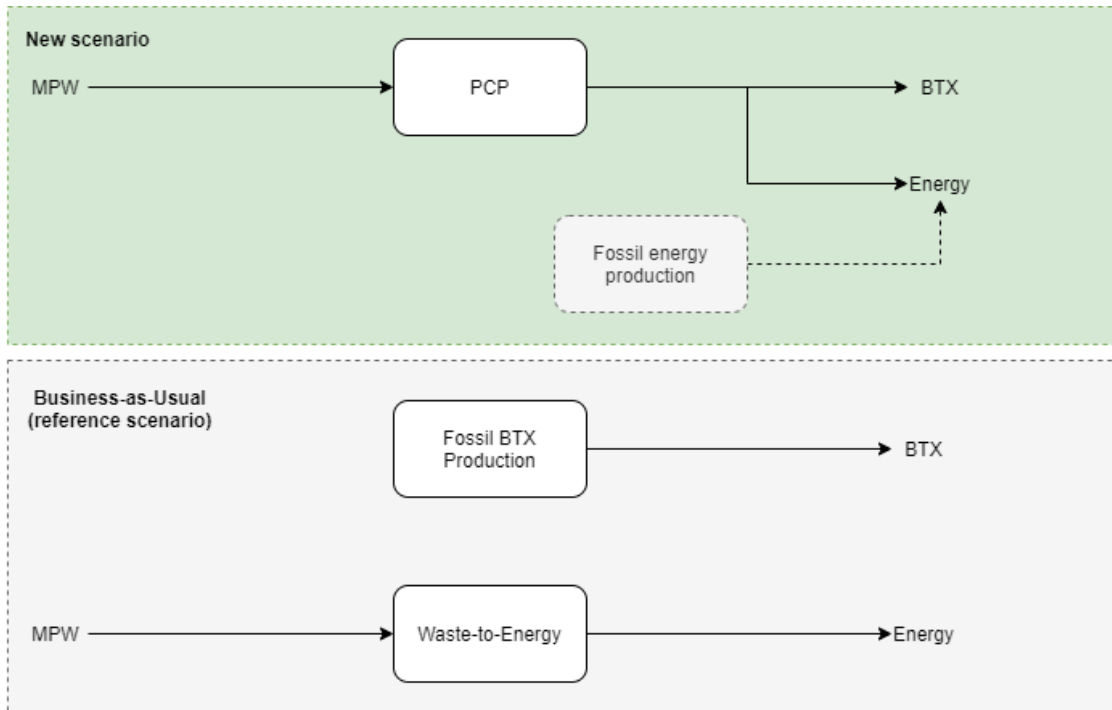 New scenario
MPW
PCP
BTX
Energy
Fossil energy
production
Business-as-Usual
(reference scenario)
Fossil BTX
Production
BTX
MPW
Waste-to-Energy
Energy